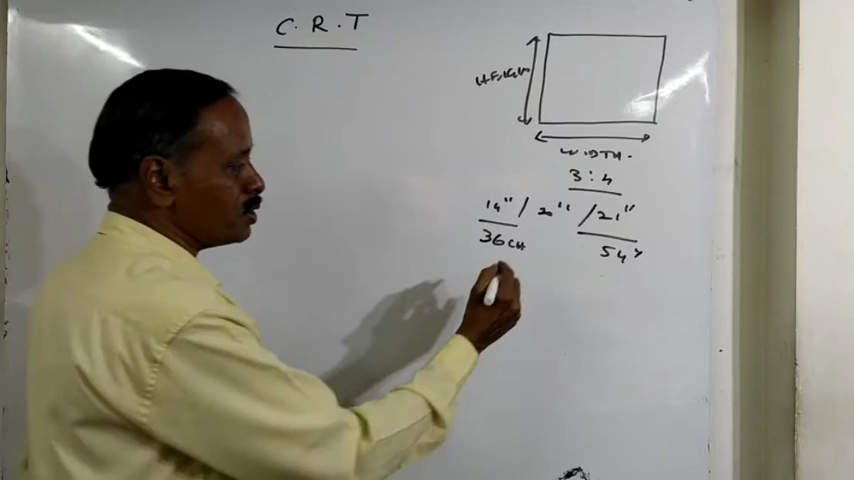 C. R. T
HEIGHT
WIDTH.
3 : 4
14" / 20" / 21"
36CM 54